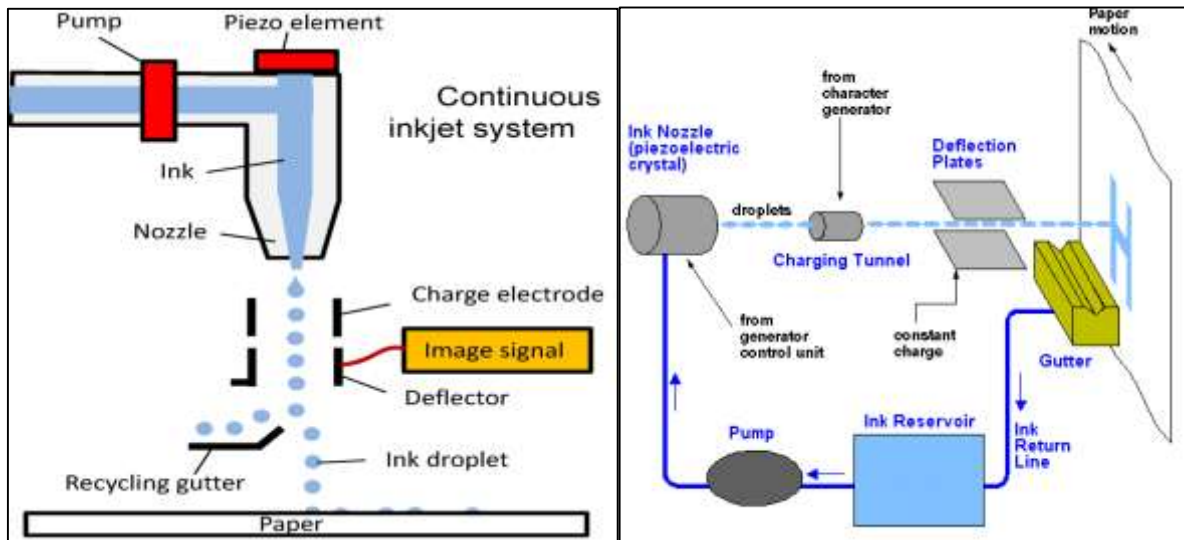 Pump
Piezo element
Continuous
inkjet system
Ink
Nozzle
Charge electrode
Image signal
Deflector
Recycling gutter
Ink droplet
Paper
Paper
motion
from
character
generator
Ink Nozzle
(piezoelectric
crystal)
Deflection
Plates
droplets
Charging Tunnel
from
generator
control unit
constant
charge
Gutter
Pump
Ink Reservoir
Ink
Return
Line